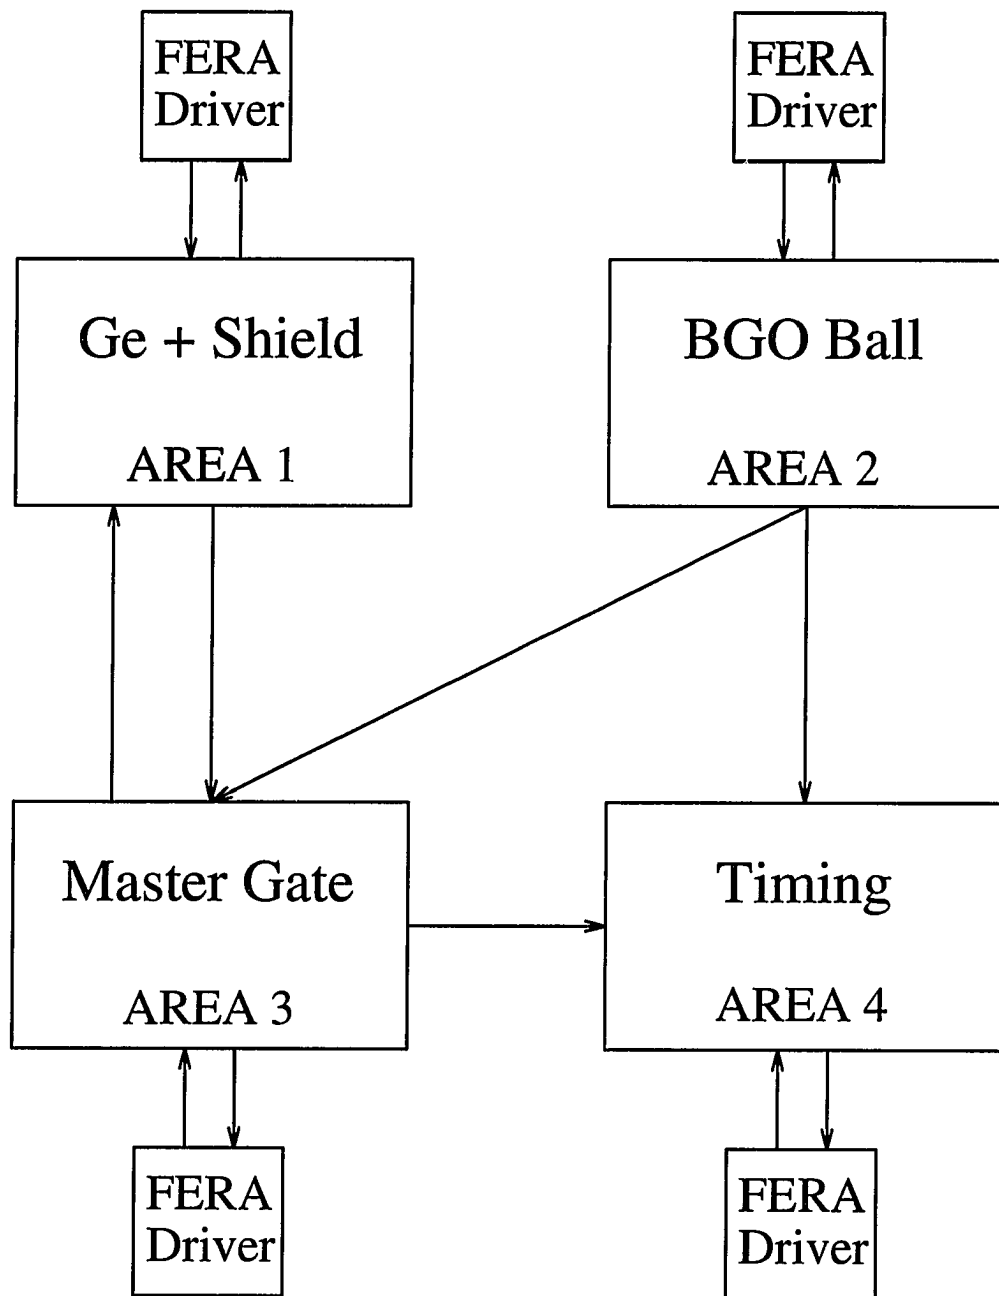 FERA
Driver
FERA
Driver
Ge + Shield
AREA 1
BGO Ball
AREA 2
Master Gate
AREA 3
Timing
AREA 4
FERA
Driver
FERA
Driver